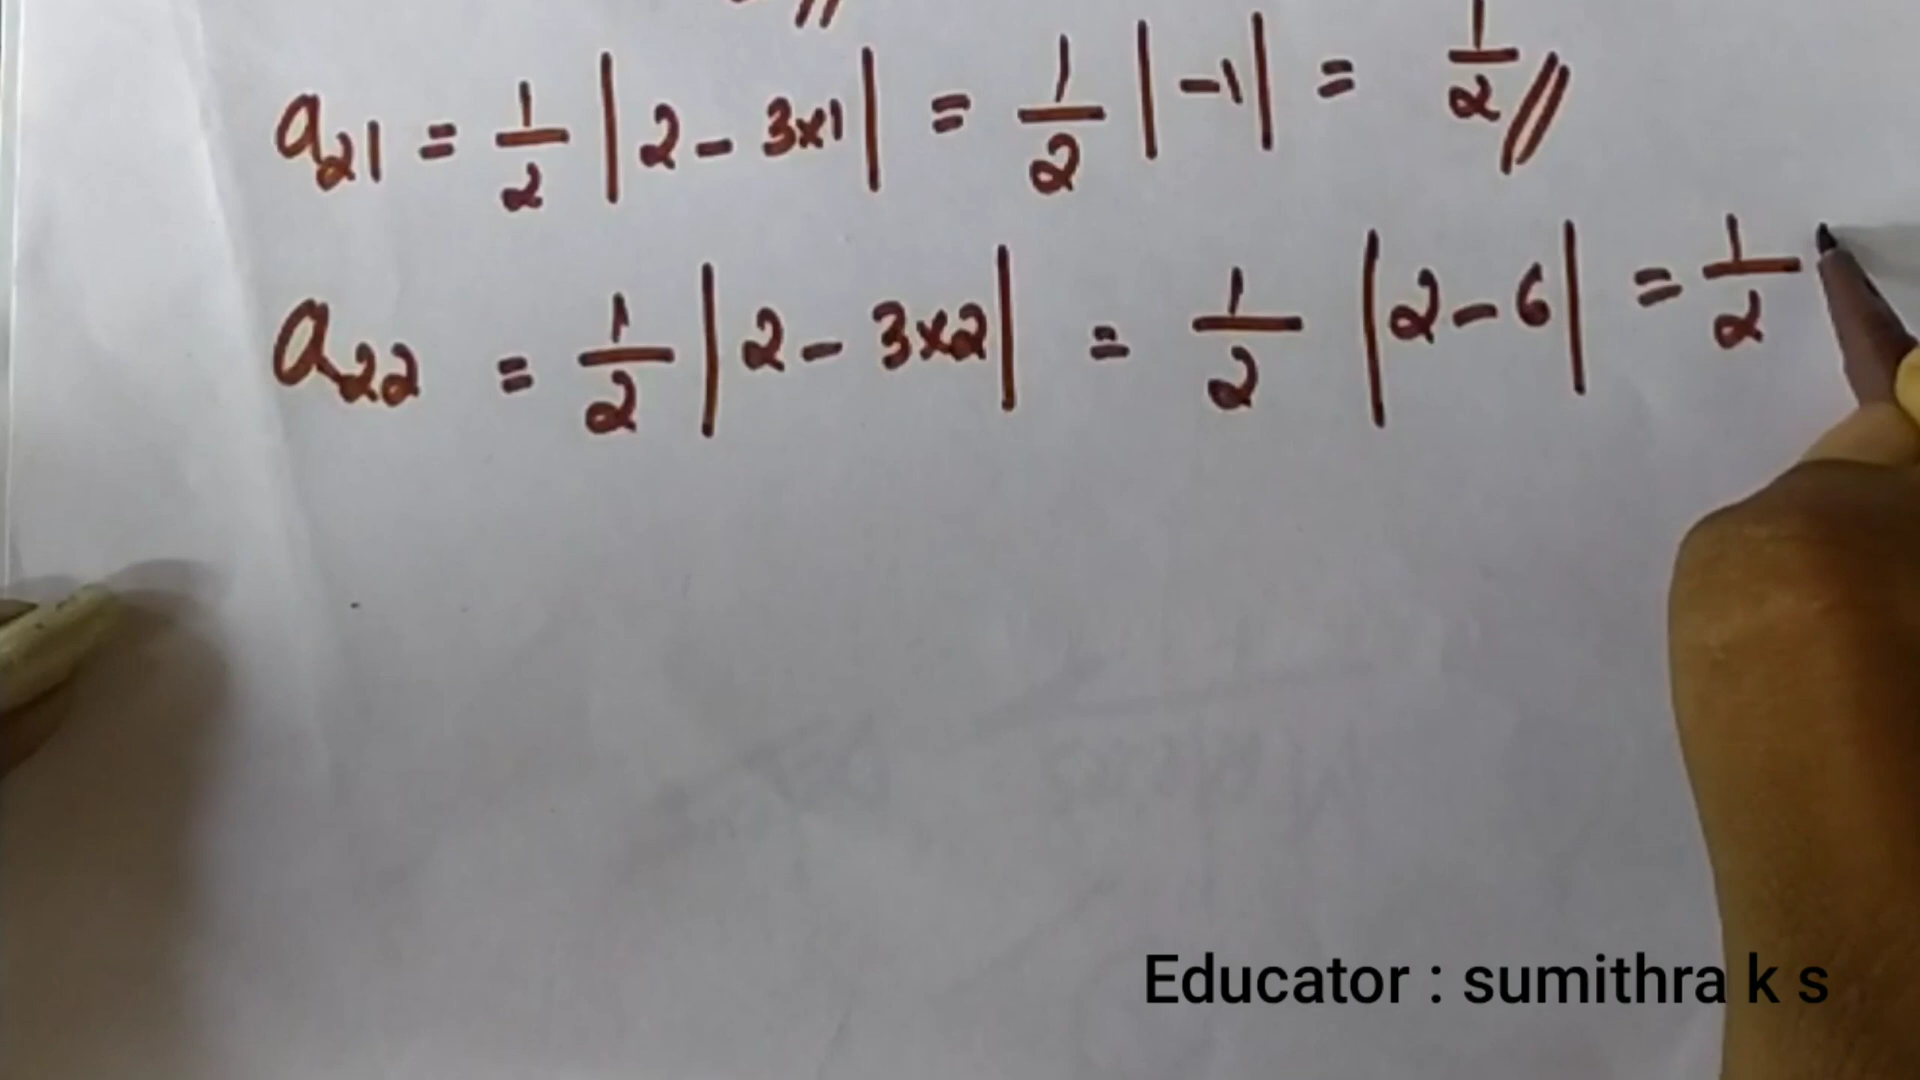 a₂₁ = 1/2 |2 - 3×1| = 1/2 |-1| = 1/2 //
a₂₂ = 1/2 |2 - 3×2| = 1/2 |2 - 6| = 1/2
Educator : sumithra k s